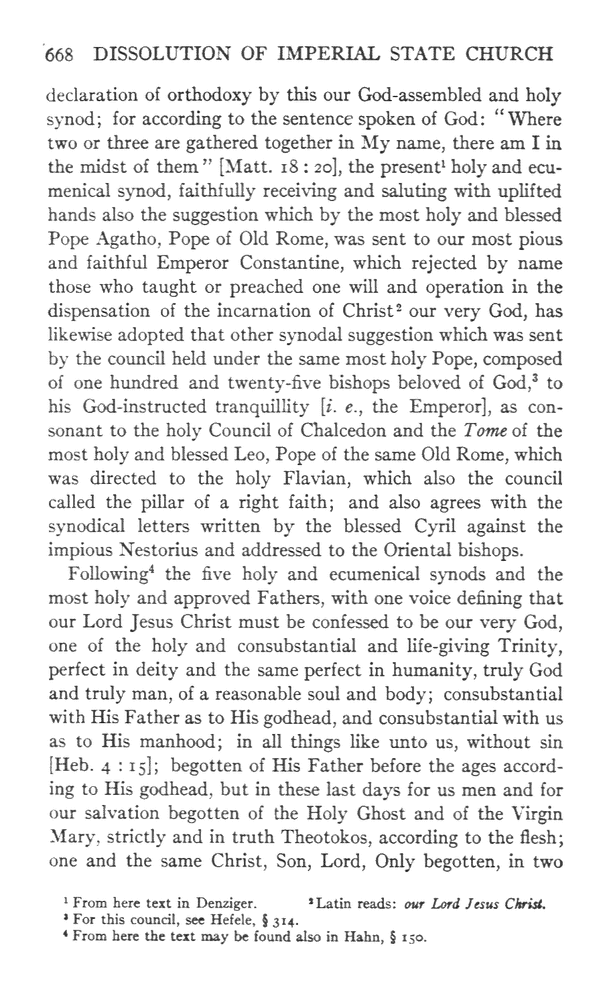 668 DISSOLUTION OF IMPERIAL STATE CHURCH
declaration of orthodoxy by this our God-assembled and holy
synod; for according to the sentence spoken of God: “Where
two or three are gathered together in My name, there am I in
the midst of them” [Matt. 18 : 20], the present¹ holy and ecu-
menical synod, faithfully receiving and saluting with uplifted
hands also the suggestion which by the most holy and blessed
Pope Agatho, Pope of Old Rome, was sent to our most pious
and faithful Emperor Constantine, which rejected by name
those who taught or preached one will and operation in the
dispensation of the incarnation of Christ² our very God, has
likewise adopted that other synodal suggestion which was sent
by the council held under the same most holy Pope, composed
of one hundred and twenty-five bishops beloved of God,³ to
his God-instructed tranquillity [i. e., the Emperor], as con-
sonant to the holy Council of Chalcedon and the Tome of the
most holy and blessed Leo, Pope of the same Old Rome, which
was directed to the holy Flavian, which also the council
called the pillar of a right faith; and also agrees with the
synodical letters written by the blessed Cyril against the
impious Nestorius and addressed to the Oriental bishops.
Following⁴ the five holy and ecumenical synods and the
most holy and approved Fathers, with one voice defining that
our Lord Jesus Christ must be confessed to be our very God,
one of the holy and consubstantial and life-giving Trinity,
perfect in deity and the same perfect in humanity, truly God
and truly man, of a reasonable soul and body; consubstantial
with His Father as to His godhead, and consubstantial with us
as to His manhood; in all things like unto us, without sin
[Heb. 4 : 15]; begotten of His Father before the ages accord-
ing to His godhead, but in these last days for us men and for
our salvation begotten of the Holy Ghost and of the Virgin
Mary, strictly and in truth Theotokos, according to the flesh;
one and the same Christ, Son, Lord, Only begotten, in two
¹ From here text in Denziger. ² Latin reads: our Lord Jesus Christ.
³ For this council, see Hefele, § 314.
⁴ From here the text may be found also in Hahn, § 150.